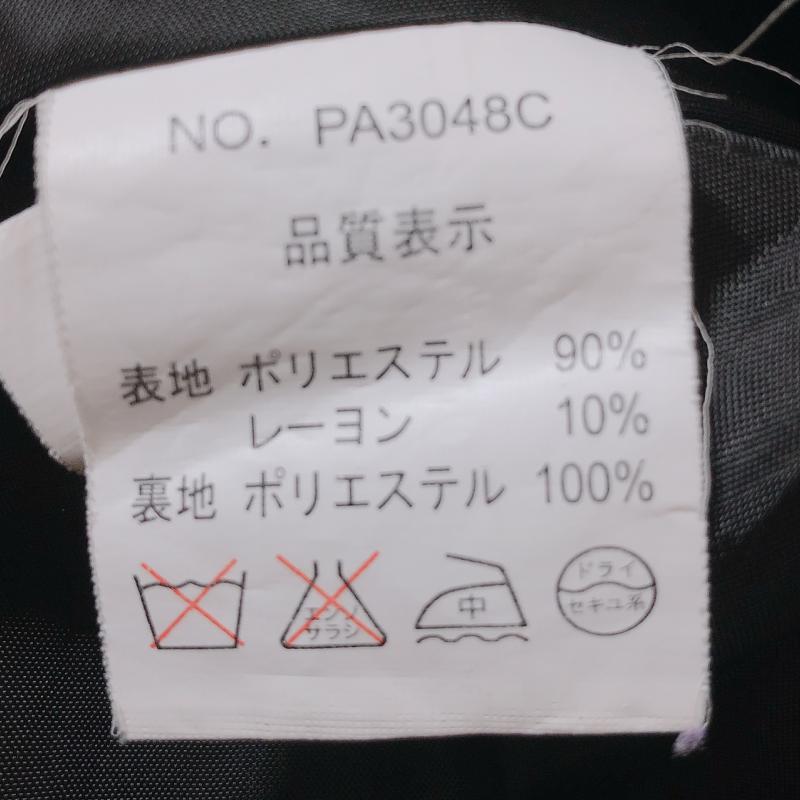 NO. PA3048C
品質表示
表地 ポリエステル 90%
レーヨン 10%
裏地 ポリエステル 100%
エンソ
サラシ
中
ドライ
セキユ系